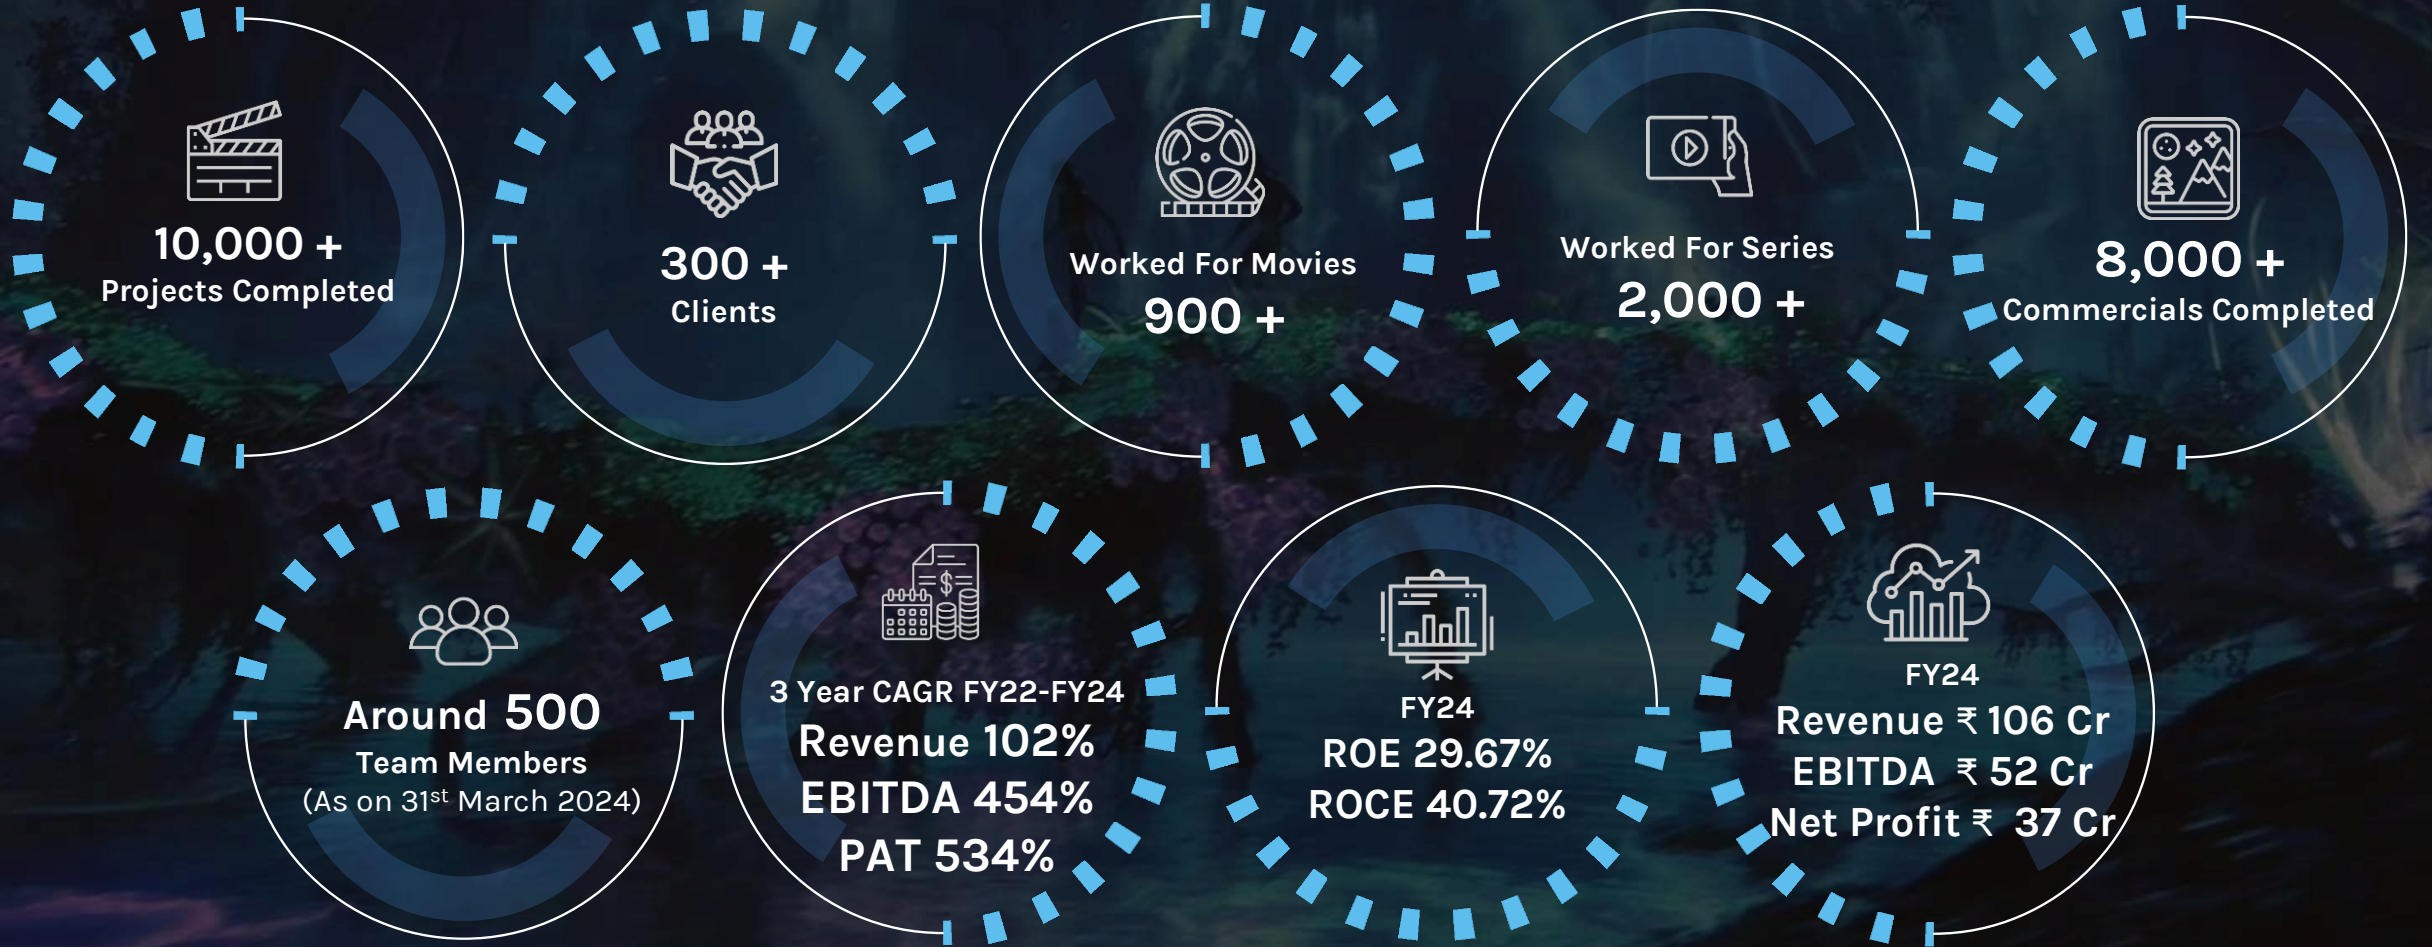 10,000 +
Projects Completed
300 +
Clients
Worked For Movies
900 +
Worked For Series
2,000 +
8,000 +
Commercials Completed
Around 500
Team Members
(As on 31st March 2024)
3 Year CAGR FY22-FY24
Revenue 102%
EBITDA 454%
PAT 534%
FY24
ROE 29.67%
ROCE 40.72%
FY24
Revenue ₹ 106 Cr
EBITDA ₹ 52 Cr
Net Profit ₹ 37 Cr